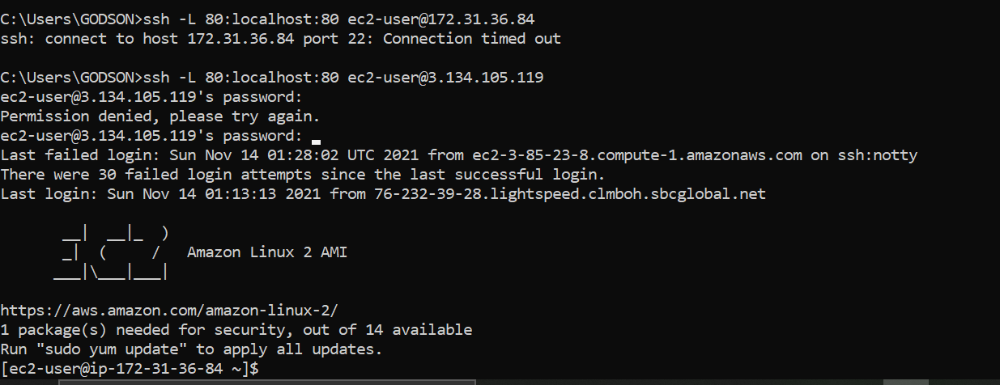 C:\Users\GODSON>ssh -L 80:localhost:80 ec2-user@172.31.36.84
ssh: connect to host 172.31.36.84 port 22: Connection timed out
C:\Users\GODSON>ssh -L 80:localhost:80 ec2-user@3.134.105.119
ec2-user@3.134.105.119's password:
Permission denied, please try again.
ec2-user@3.134.105.119's password:
Last failed login: Sun Nov 14 01:28:02 UTC 2021 from ec2-3-85-23-8.compute-1.amazonaws.com on ssh:notty
There were 30 failed login attempts since the last successful login.
Last login: Sun Nov 14 01:13:13 2021 from 76-232-39-28.lightspeed.clmboh.sbcglobal.net
       __|  __|_  )
       _|  (     /   Amazon Linux 2 AMI
      ___|\___|___|
https://aws.amazon.com/amazon-linux-2/
1 package(s) needed for security, out of 14 available
Run "sudo yum update" to apply all updates.
[ec2-user@ip-172-31-36-84 ~]$